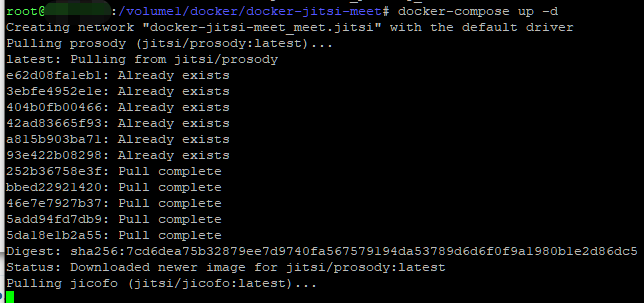 root@:/volume1/docker/docker-jitsi-meet# docker-compose up -d
Creating network "docker-jitsi-meet_meet.jitsi" with the default driver
Pulling prosody (jitsi/prosody:latest)...
latest: Pulling from jitsi/prosody
e62d08fa1eb1: Already exists
3ebfe4952e1e: Already exists
404b0fb00466: Already exists
42ad83665f93: Already exists
a815b903ba71: Already exists
93e422b08298: Already exists
252b36758e3f: Pull complete
bbed22921420: Pull complete
46e7e7927b37: Pull complete
5add94fd7db9: Pull complete
5da18e1b2a55: Pull complete
Digest: sha256:7cd6dea75b32879ee7d9740fa567579194da53789d6d6f0f9a1980b1e2d86dc5
Status: Downloaded newer image for jitsi/prosody:latest
Pulling jicofo (jitsi/jicofo:latest)...